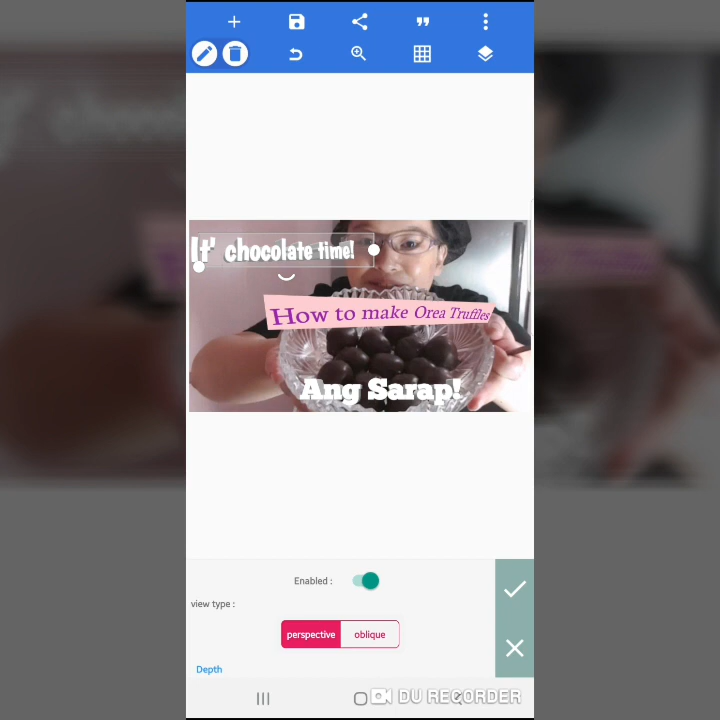 It' chocolate time!
How to make Orea Truffles
Ang Sarap!
Enabled :
view type :
perspective oblique
Depth
DU RECORDER